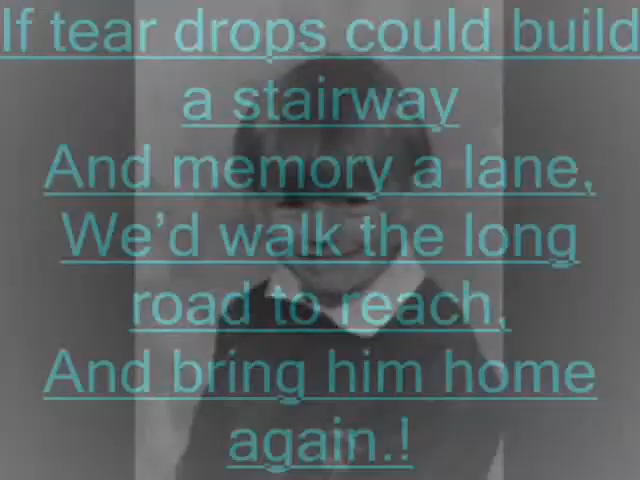 If tear drops could build
a stairway
And memory a lane,
We’d walk the long
road to reach,
And bring him home
again.!